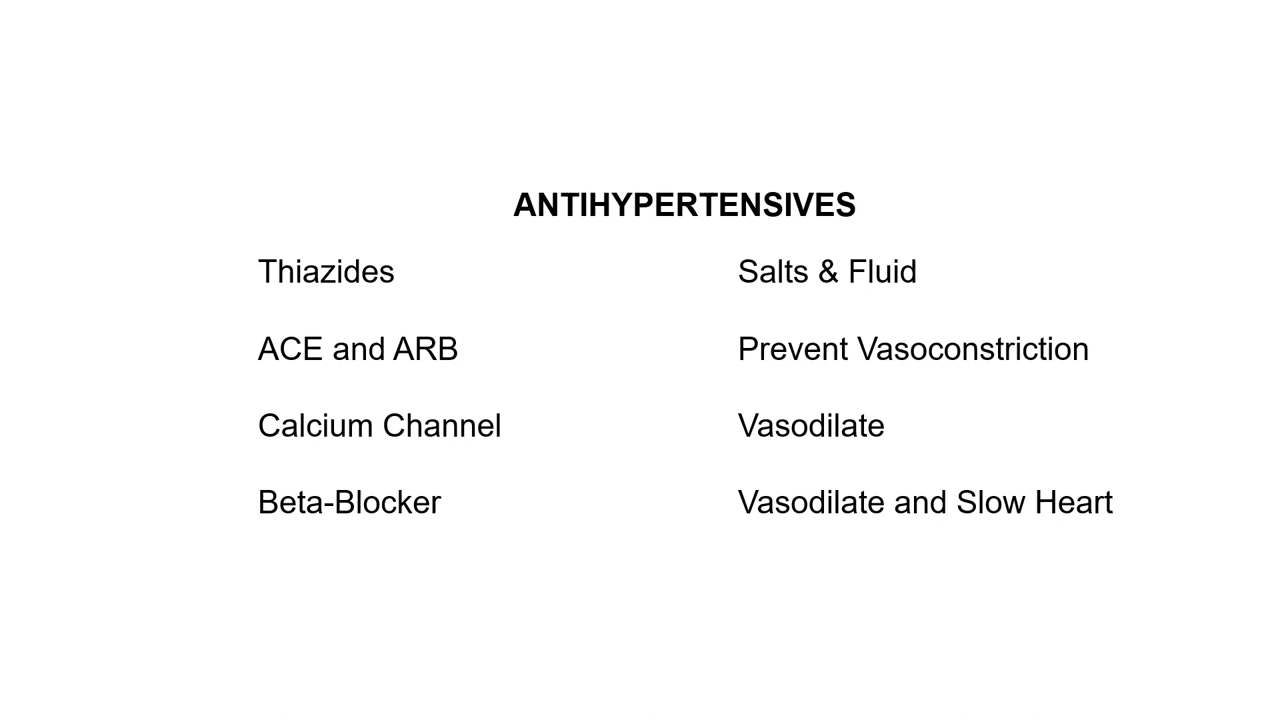 ANTIHYPERTENSIVES
Thiazides Salts & Fluid
ACE and ARB Prevent Vasoconstriction
Calcium Channel Vasodilate
Beta-Blocker Vasodilate and Slow Heart